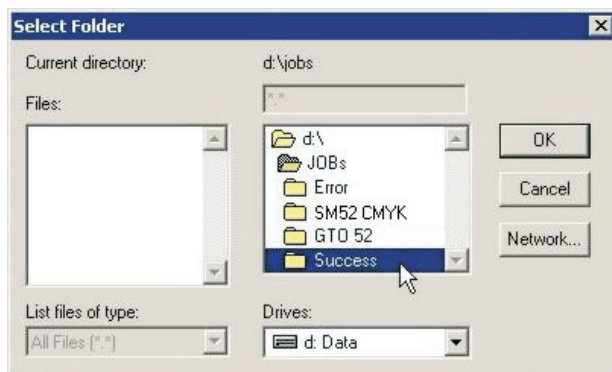 Select Folder
Current directory:
d:\jobs
Files:
*.*
d:\
JOBs
Error
SM52 CMYK
GTO 52
Success
OK
Cancel
Network...
List files of type:
All Files (*.*)
Drives:
d: Data